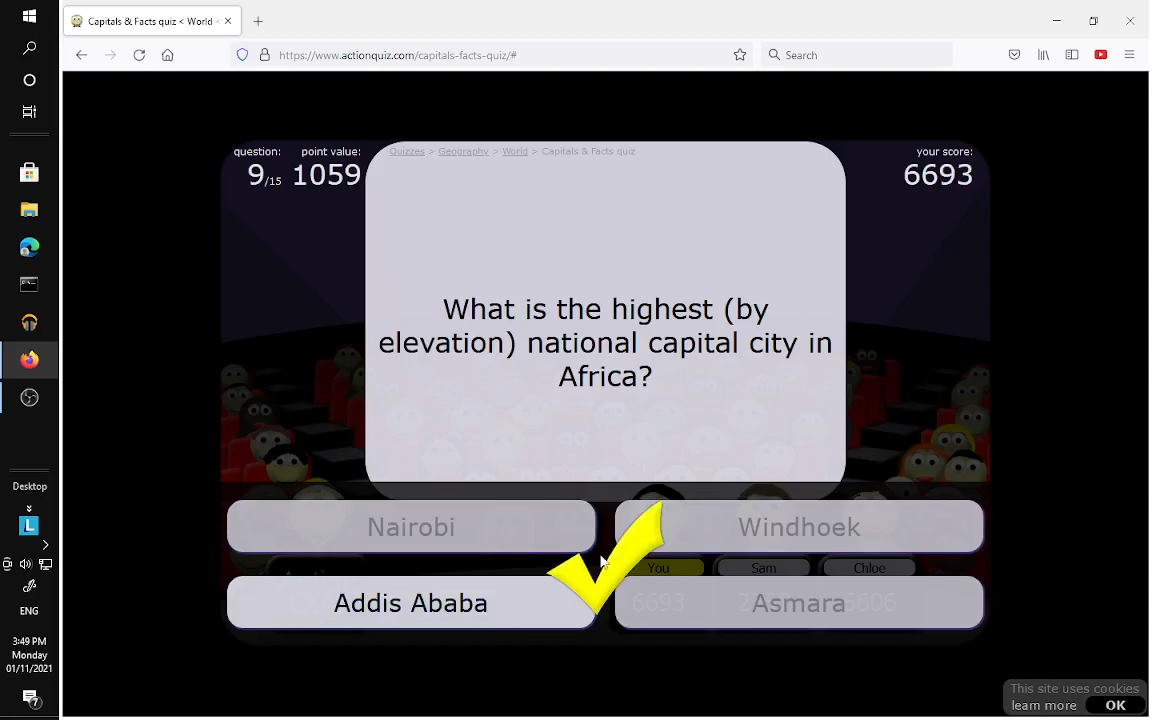 Capitals & Facts quiz < World <
https://www.actionquiz.com/capitals-facts-quiz/#
Search
question:
point value:
Quizzes > Geography > World > Capitals & Facts quiz
your score:
9/15
1059
6693
What is the highest (by
elevation) national capital city in
Africa?
Nairobi
Windhoek
You
Sam
Chloe
Addis Ababa
Asmara
6693
Desktop
L
ENG
3:49 PM
Monday
01/11/2021
7
This site uses cookies
learn more
OK